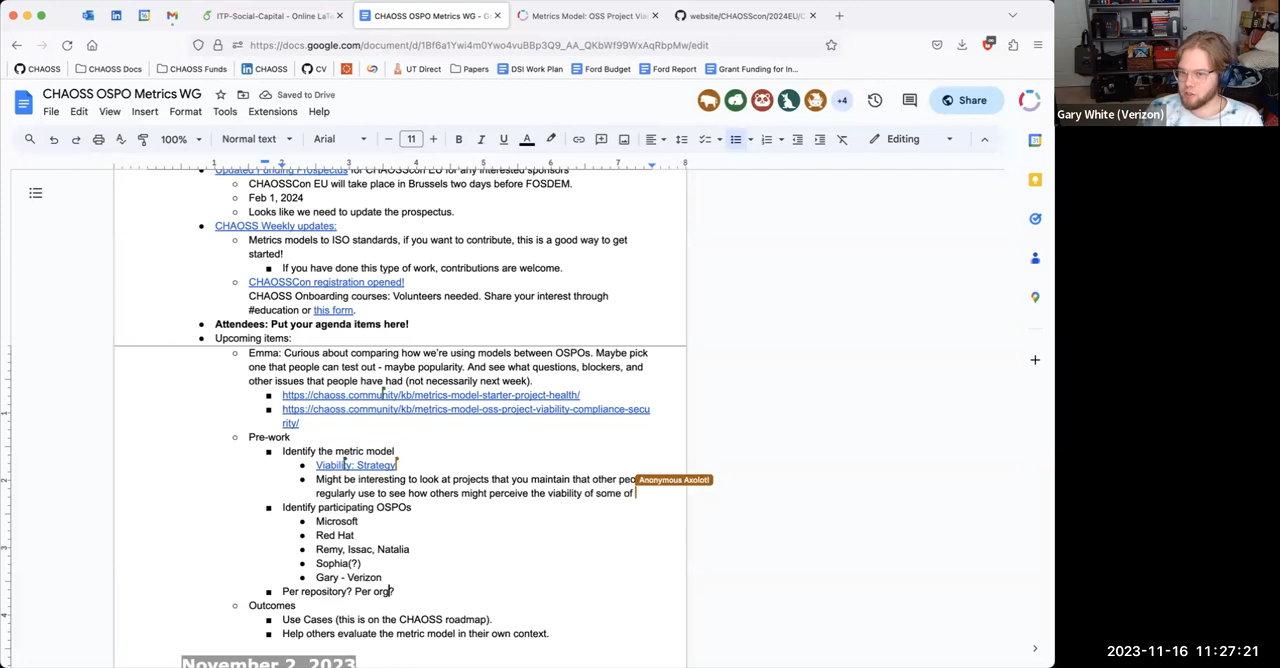 ITP-Social-Capital - Online LaTe
CHAOSS OSPO Metrics WG - G
Metrics Model: OSS Project Viab
website/CHAOSScon/2024EU/C
https://docs.google.com/document/d/1Bf6a1Ywi4m0Ywo4vuBBp3Q9_AA_QKbWf99WxAqRbpMw/edit
CHAOSS
CHAOSS Docs
CHAOSS Funds
CHAOSS
CV
UT Direct
Papers
DSI Work Plan
Ford Budget
Ford Report
Grant Funding for In...
CHAOSS OSPO Metrics WG
Saved to Drive
File Edit View Insert Format Tools Extensions Help
+4
Share
100%
Normal text
Arial
11
Editing
1 2 3 4 5 6 7 8
Updated Funding Prospectus for CHAOSScon EU for any interested sponsors
CHAOSSCon EU will take place in Brussels two days before FOSDEM.
Feb 1, 2024
Looks like we need to update the prospectus.
CHAOSS Weekly updates:
Metrics models to ISO standards, if you want to contribute, this is a good way to get
started!
If you have done this type of work, contributions are welcome.
CHAOSSCon registration opened!
CHAOSS Onboarding courses: Volunteers needed. Share your interest through
#education or this form.
Attendees: Put your agenda items here!
Upcoming items:
Emma: Curious about comparing how we're using models between OSPOs. Maybe pick
one that people can test out - maybe popularity. And see what questions, blockers, and
other issues that people have had (not necessarily next week).
https://chaoss.community/kb/metrics-model-starter-project-health/
https://chaoss.community/kb/metrics-model-oss-project-viability-compliance-secu
rity/
Pre-work
Identify the metric model
Viability: Strategy
Might be interesting to look at projects that you maintain that other peo
Anonymous Axolotl
regularly use to see how others might perceive the viability of some of
Identify participating OSPOs
Microsoft
Red Hat
Remy, Issac, Natalia
Sophia(?)
Gary - Verizon
Per repository? Per org?
Outcomes
Use Cases (this is on the CHAOSS roadmap).
Help others evaluate the metric model in their own context.
November 2, 2023
1
2
3
4
Gary White (Verizon)
2023-11-16 11:27:21